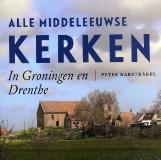 ALLE MIDDELEEUWSE
KERKEN
In Groningen en
Drenthe
PETER KARSTKAREL